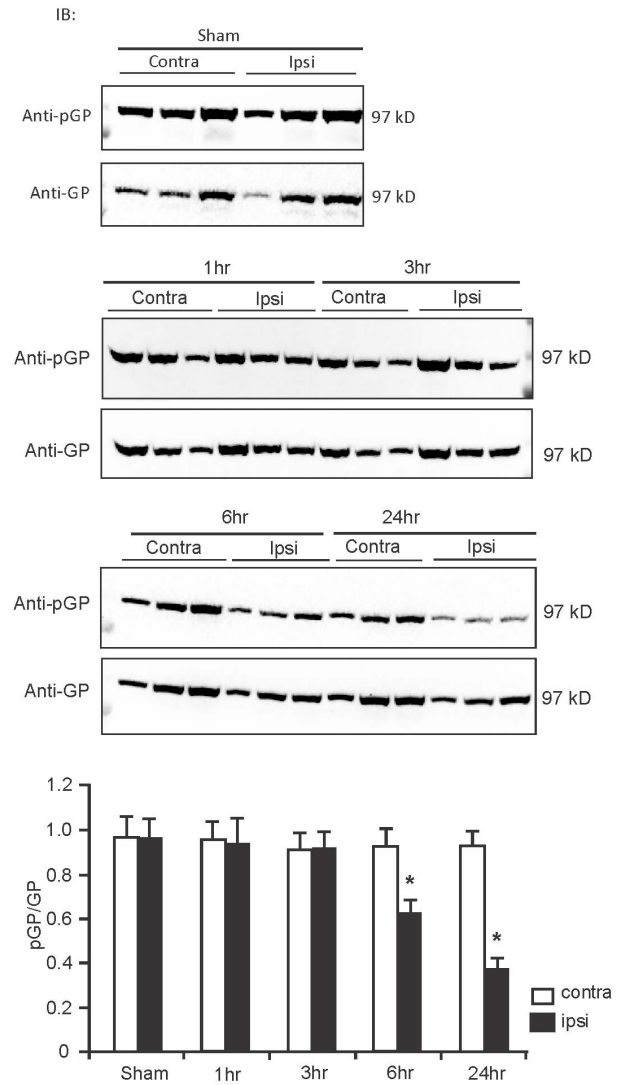 IB:
Sham
Contra Ipsi
Anti-pGP 97 kD
Anti-GP 97 kD
1hr 3hr
Contra Ipsi Contra Ipsi
Anti-pGP 97 kD
Anti-GP 97 kD
6hr 24hr
Contra Ipsi Contra Ipsi
Anti-pGP 97 kD
Anti-GP 97 kD
1.2
1.0
0.8
0.6
0.4
0.2
0
pGP/GP
*
*
contra
ipsi
Sham 1hr 3hr 6hr 24hr